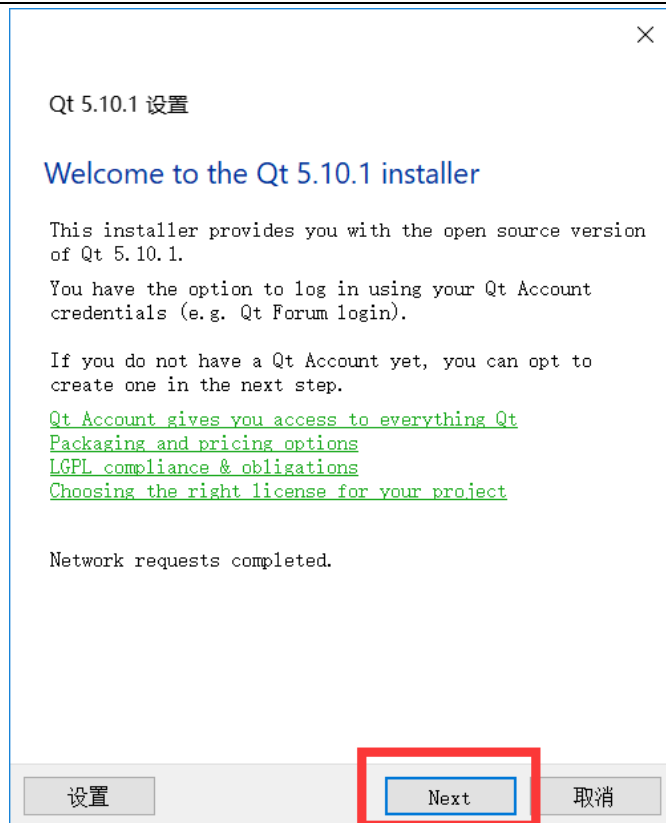 Qt 5.10.1 设置
Welcome to the Qt 5.10.1 installer
This installer provides you with the open source version
of Qt 5.10.1.
You have the option to log in using your Qt Account
credentials (e.g. Qt Forum login).
If you do not have a Qt Account yet, you can opt to
create one in the next step.
Qt Account gives you access to everything Qt
Packaging and pricing options
LGPL compliance & obligations
Choosing the right license for your project
Network requests completed.
设置 Next 取消